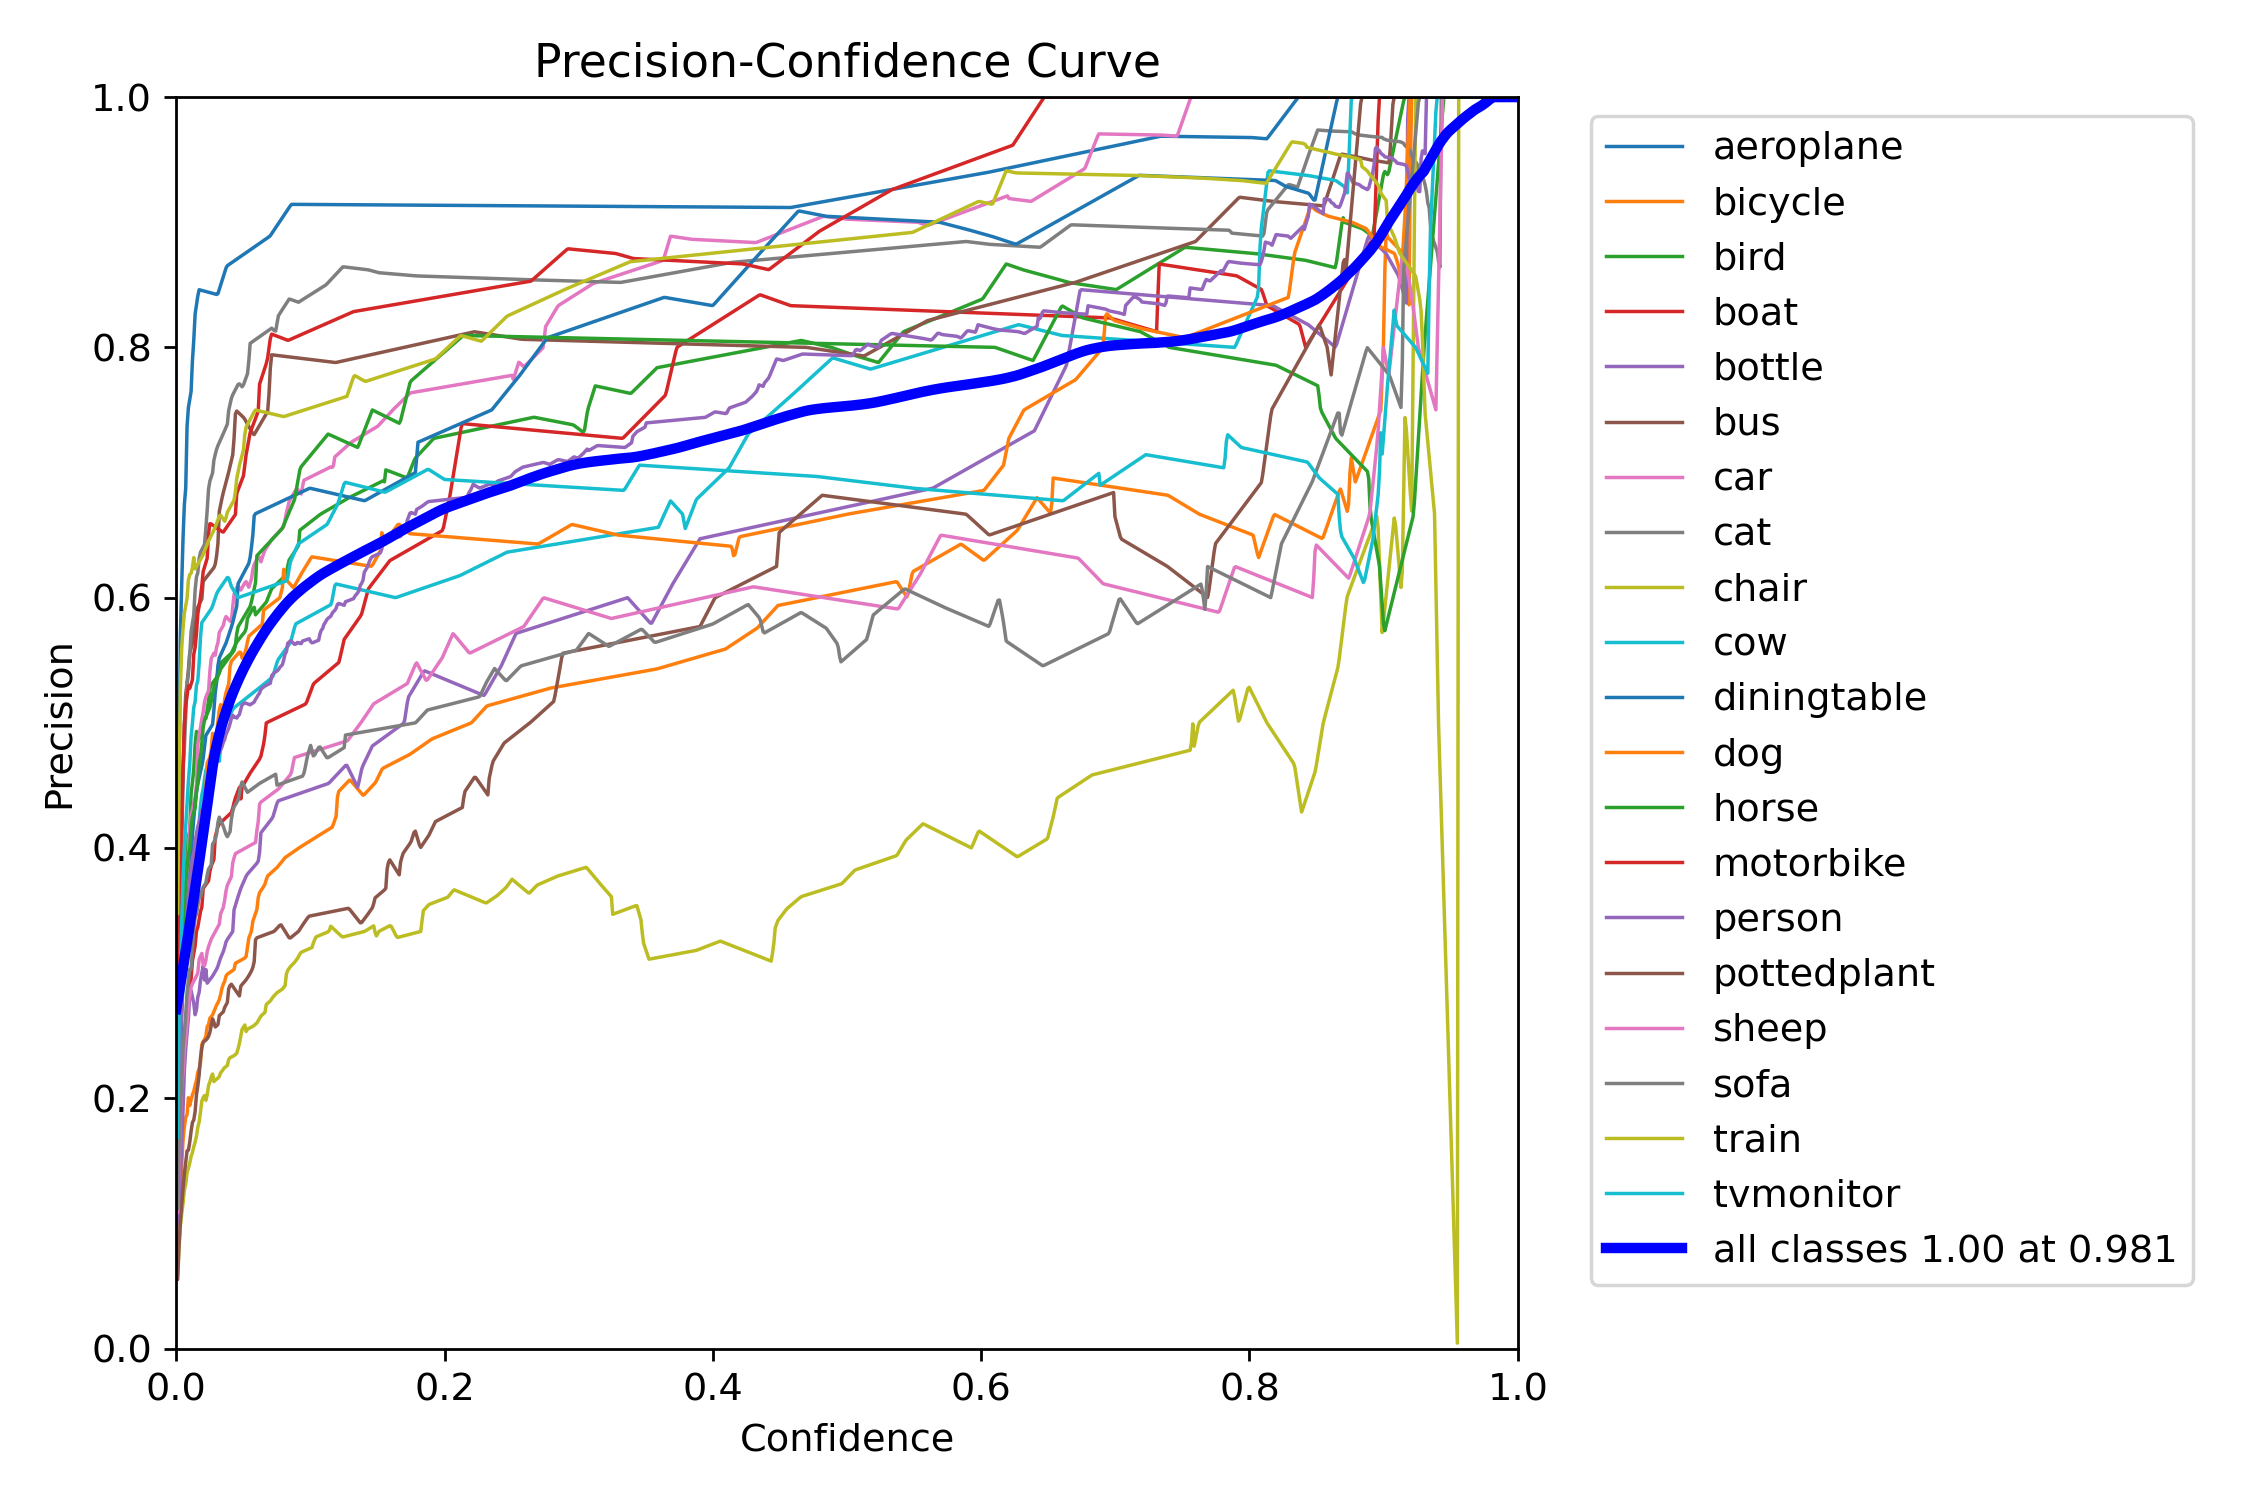 Precision-Confidence Curve
1.0
0.8
0.6
0.4
0.2
0.0
Precision
0.0 0.2 0.4 0.6 0.8 1.0
Confidence
aeroplane
bicycle
bird
boat
bottle
bus
car
cat
chair
cow
diningtable
dog
horse
motorbike
person
pottedplant
sheep
sofa
train
tvmonitor
all classes 1.00 at 0.981